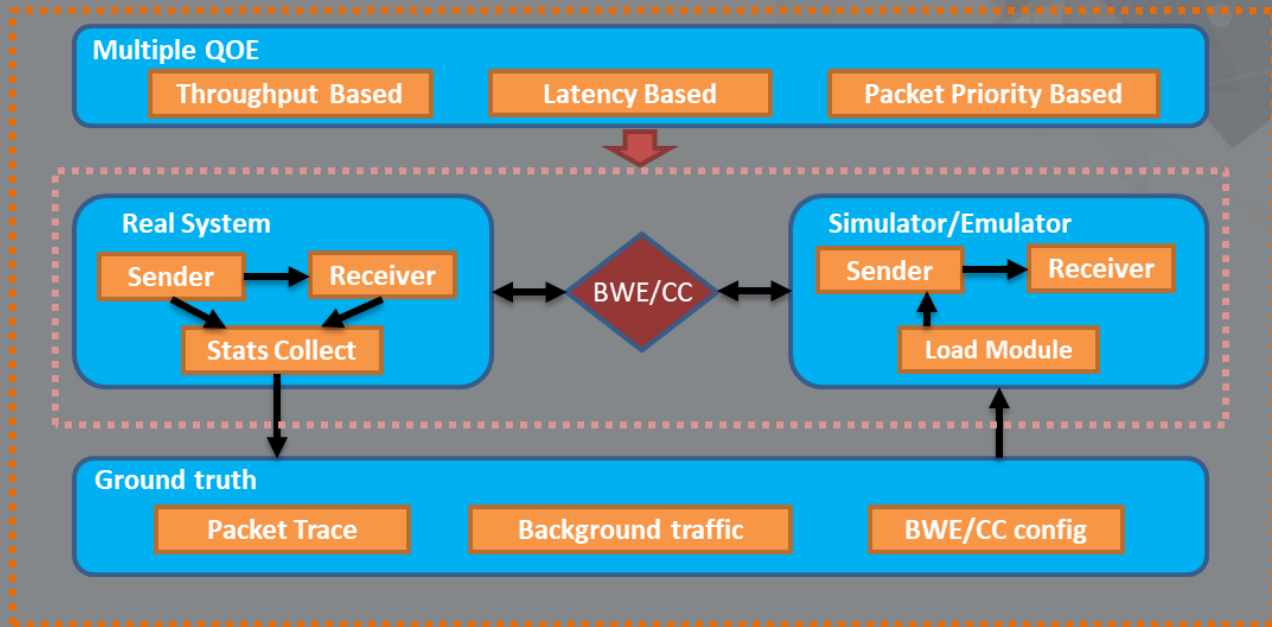 Multiple QOE
Throughput Based
Latency Based
Packet Priority Based
Real System
Sender
Receiver
Stats Collect
BWE/CC
Simulator/Emulator
Sender
Receiver
Load Module
Ground truth
Packet Trace
Background traffic
BWE/CC config